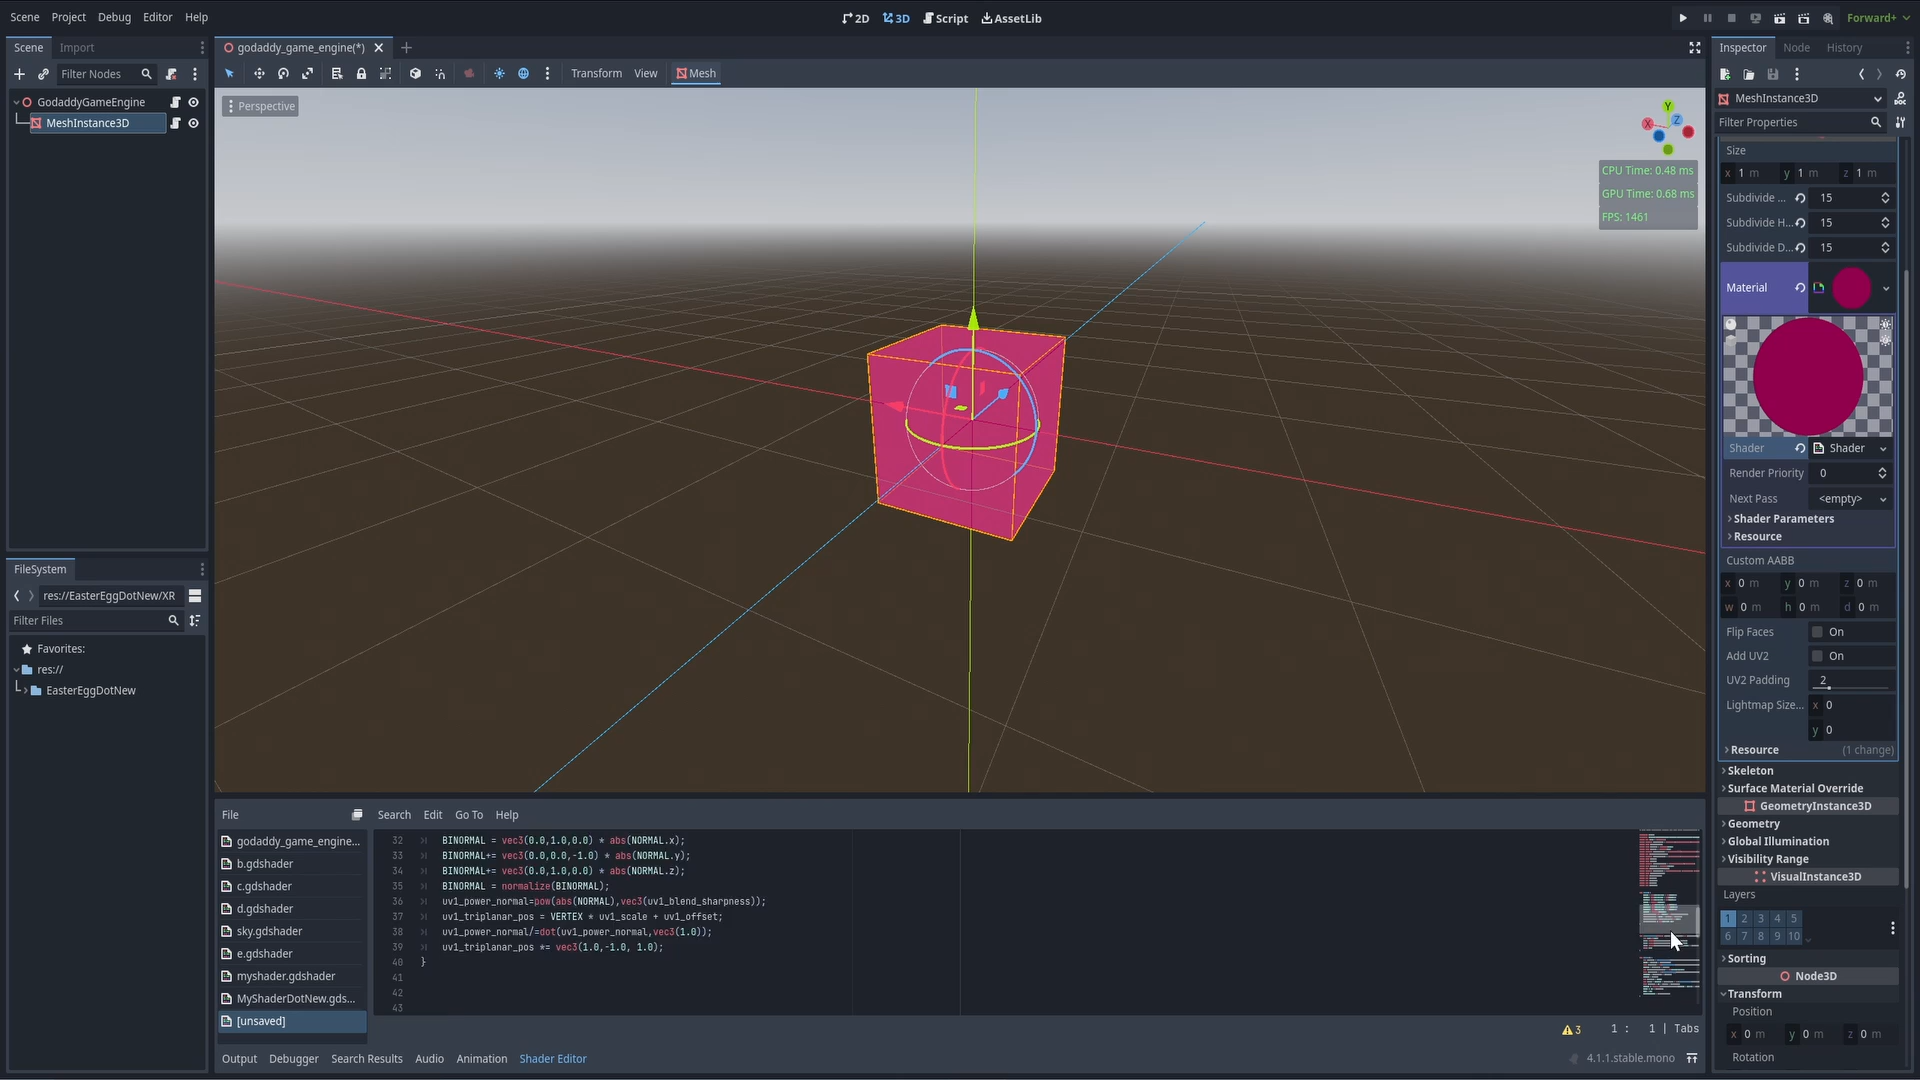 Scene Project Debug Editor Help
2D 3D Script AssetLib
Forward+
Scene Import
Filter Nodes
GodaddyGameEngine
MeshInstance3D
FileSystem
res://EasterEggDotNew/XR
Filter Files
Favorites:
res://
EasterEggDotNew
godaddy_game_engine(*)
Transform View Mesh
Perspective
Y
X
Z
CPU Time: 0.48 ms
GPU Time: 0.68 ms
FPS: 1461
File
godaddy_game_engine...
b.gdshader
c.gdshader
d.gdshader
sky.gdshader
e.gdshader
myshader.gdshader
MyShaderDotNew.gds...
[unsaved]
Search Edit Go To Help
32 BINORMAL = vec3(0.0,1.0,0.0) * abs(NORMAL.x);
33 BINORMAL+= vec3(0.0,0.0,-1.0) * abs(NORMAL.y);
34 BINORMAL+= vec3(0.0,1.0,0.0) * abs(NORMAL.z);
35 BINORMAL = normalize(BINORMAL);
36 uv1_power_normal=pow(abs(NORMAL),vec3(uv1_blend_sharpness));
37 uv1_triplanar_pos = VERTEX * uv1_scale + uv1_offset;
38 uv1_power_normal/=dot(uv1_power_normal,vec3(1.0));
39 uv1_triplanar_pos *= vec3(1.0,-1.0, 1.0);
40 }
41
42
43
3 1 : 1 | Tabs
Output Debugger Search Results Audio Animation Shader Editor
4.1.1.stable.mono
Inspector Node History
MeshInstance3D
Filter Properties
Size
x 1 m y 1 m z 1 m
Subdivide ... 15
Subdivide H... 15
Subdivide D... 15
Material
Shader Shader
Render Priority 0
Next Pass <empty>
Shader Parameters
Resource
Custom AABB
x 0 m y 0 m z 0 m
w 0 m h 0 m d 0 m
Flip Faces On
Add UV2 On
UV2 Padding 2
Lightmap Size... x 0
y 0
Resource (1 change)
Skeleton
Surface Material Override
GeometryInstance3D
Geometry
Global Illumination
Visibility Range
VisualInstance3D
Layers
1 2 3 4 5
6 7 8 9 10
Sorting
Node3D
Transform
Position
x 0 m y 0 m z 0 m
Rotation